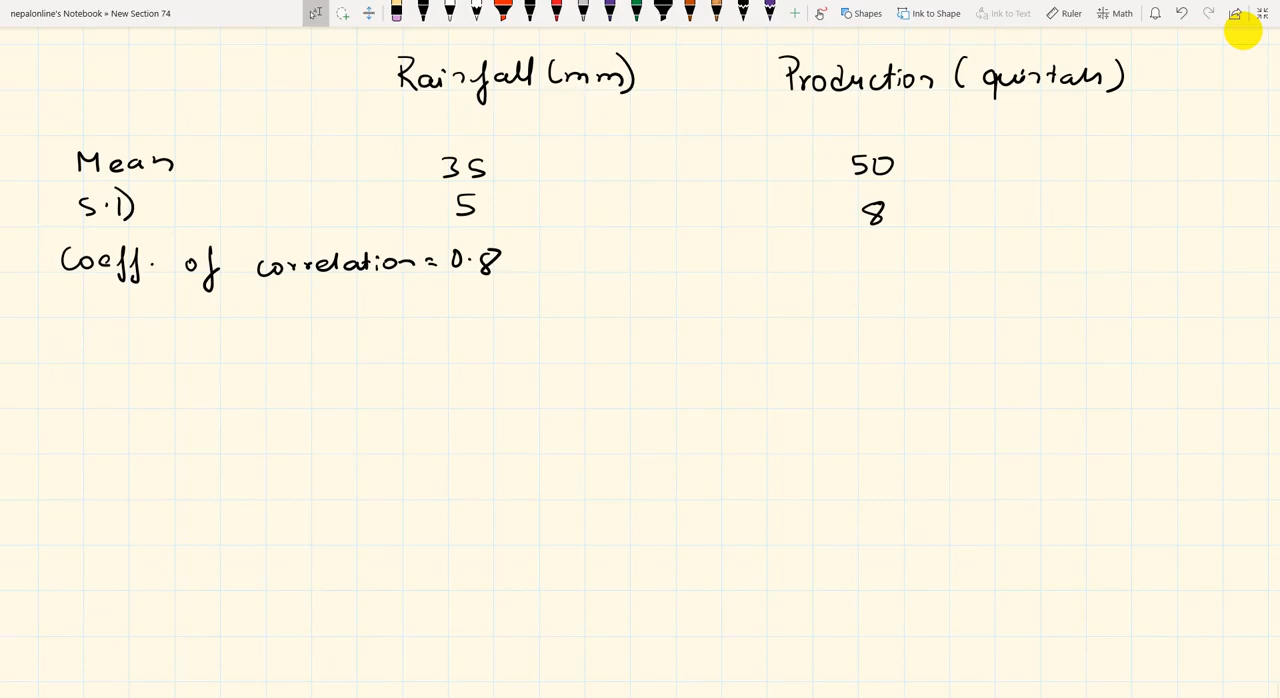 nepalonline's Notebook » New Section 74
Shapes Ink to Shape Ink to Text Ruler Math
Rainfall (mm) Production (quintals)
Mean 35 50
S.D 5 8
Coeff. of correlation = 0.8